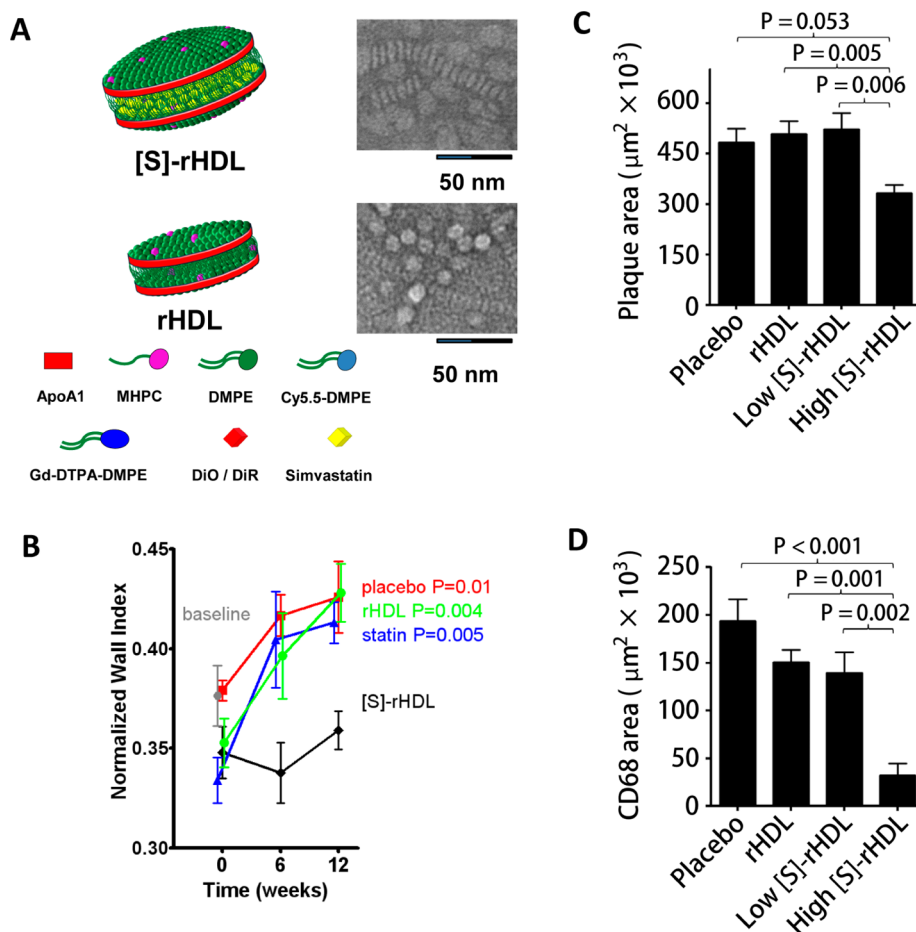 A
[S]-rHDL
50 nm
rHDL
50 nm
ApoA1 MHPC DMPE Cy5.5-DMPE
Gd-DTPA-DMPE DiO / DiR Simvastatin
B
Normalized Wall Index
0.45
0.40
0.35
0.30
baseline
placebo P=0.01
rHDL P=0.004
statin P=0.005
[S]-rHDL
0 6 12
Time (weeks)
C
P = 0.053
P = 0.005
P = 0.006
Plaque area ( μm² × 10³)
600
450
300
150
0
Placebo
rHDL
Low [S]-rHDL
High [S]-rHDL
D
P < 0.001
P = 0.001
P = 0.002
CD68 area ( μm² × 10³)
250
200
150
100
50
0
Placebo
rHDL
Low [S]-rHDL
High [S]-rHDL